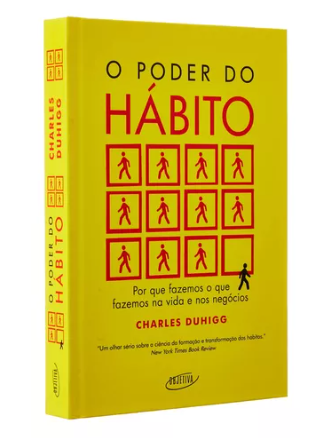 O PODER DO
HÁBITO
Por que fazemos o que
fazemos na vida e nos negócios
CHARLES DUHIGG
"Um olhar sério sobre a ciência da formação e transformação dos hábitos."
New York Times Book Review
OBJETIVA
CHARLES
DUHIGG
O PODER DO
HÁBITO